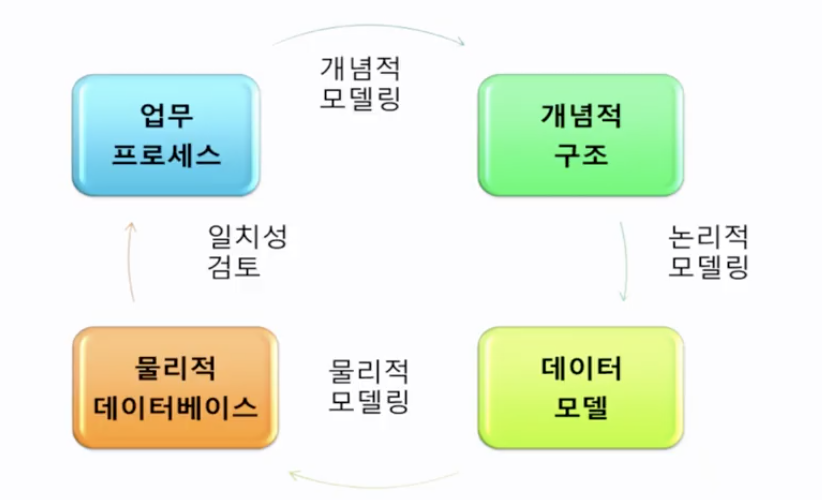 개념적
모델링
업무
프로세스
개념적
구조
일치성
검토
논리적
모델링
물리적
데이터베이스
물리적
모델링
데이터
모델